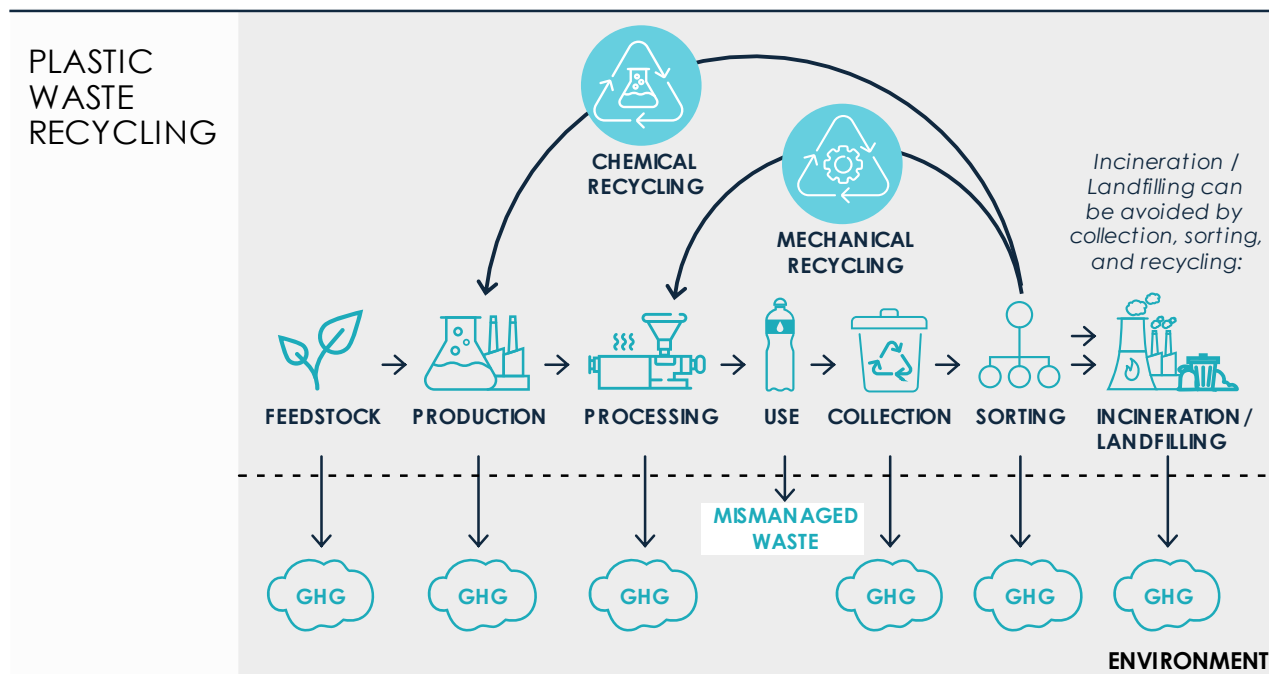 PLASTIC
WASTE
RECYCLING
CHEMICAL
RECYCLING
MECHANICAL
RECYCLING
Incineration /
Landfilling can
be avoided by
collection, sorting,
and recycling:
FEEDSTOCK
PRODUCTION
PROCESSING
USE
COLLECTION
SORTING
INCINERATION /
LANDFILLING
MISMANAGED
WASTE
GHG
GHG
GHG
GHG
GHG
GHG
ENVIRONMENT